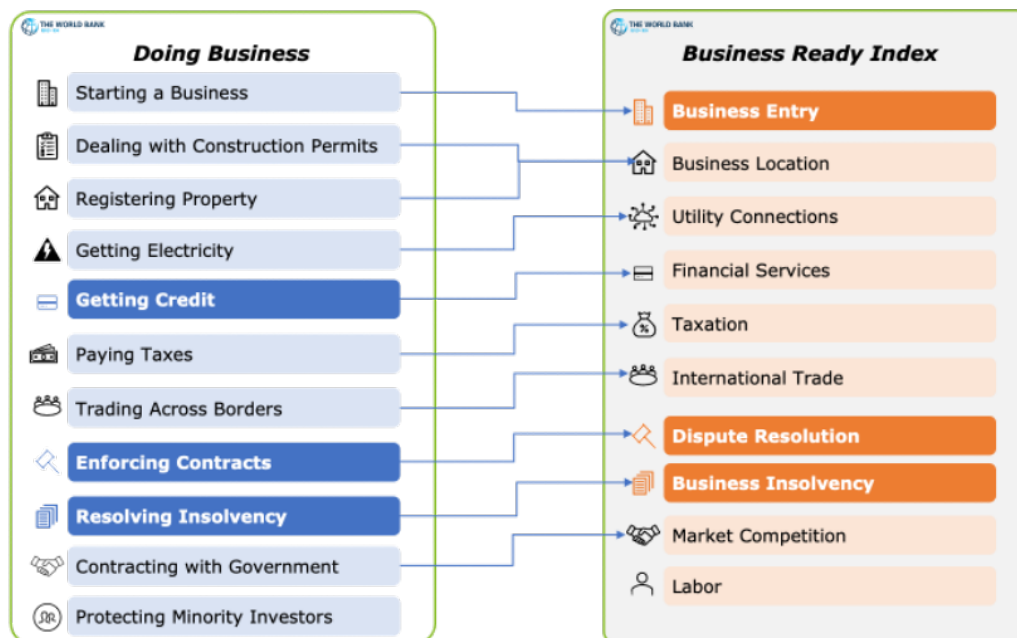 THE WORLD BANK
Doing Business
Starting a Business
Dealing with Construction Permits
Registering Property
Getting Electricity
Getting Credit
Paying Taxes
Trading Across Borders
Enforcing Contracts
Resolving Insolvency
Contracting with Government
Protecting Minority Investors
THE WORLD BANK
Business Ready Index
Business Entry
Business Location
Utility Connections
Financial Services
%
Taxation
International Trade
Dispute Resolution
Business Insolvency
Market Competition
Labor